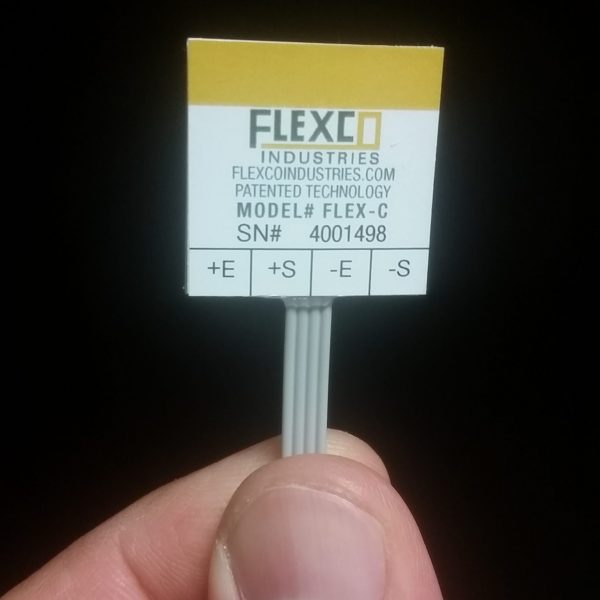 FLEXCO
INDUSTRIES
FLEXCOINDUSTRIES.COM
PATENTED TECHNOLOGY
MODEL# FLEX-C
SN# 4001498
+E +S -E -S